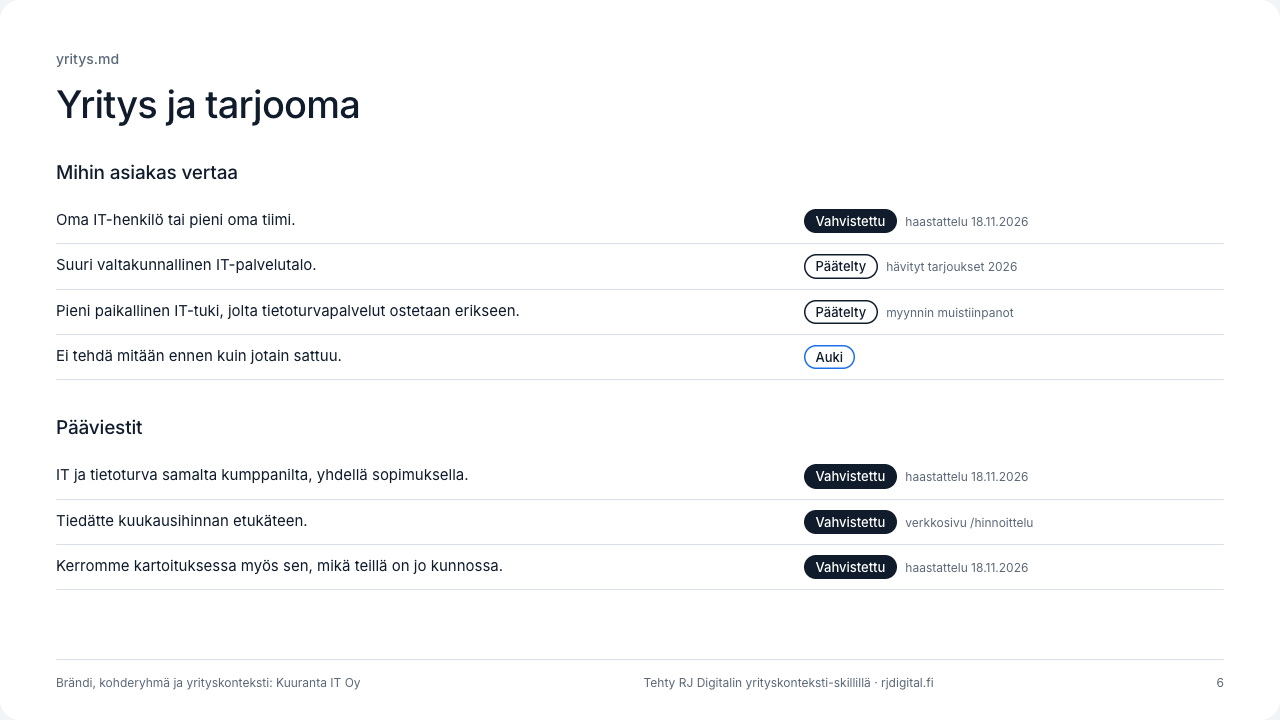 yritys.md
Yritys ja tarjooma
Mihin asiakas vertaa
Oma IT-henkilö tai pieni oma tiimi. Vahvistettu haastattelu 18.11.2026
Suuri valtakunnallinen IT-palvelutalo. Päätelty hävityt tarjoukset 2026
Pieni paikallinen IT-tuki, jolta tietoturvapalvelut ostetaan erikseen. Päätelty myynnin muistiinpanot
Ei tehdä mitään ennen kuin jotain sattuu. Auki
Pääviestit
IT ja tietoturva samalta kumppanilta, yhdellä sopimuksella. Vahvistettu haastattelu 18.11.2026
Tiedätte kuukausihinnan etukäteen. Vahvistettu verkkosivu /hinnoittelu
Kerromme kartoituksessa myös sen, mikä teillä on jo kunnossa. Vahvistettu haastattelu 18.11.2026
Brändi, kohderyhmä ja yrityskonteksti: Kuuranta IT Oy Tehty RJ Digitalin yrityskonteksti-skillillä · rjdigital.fi 6